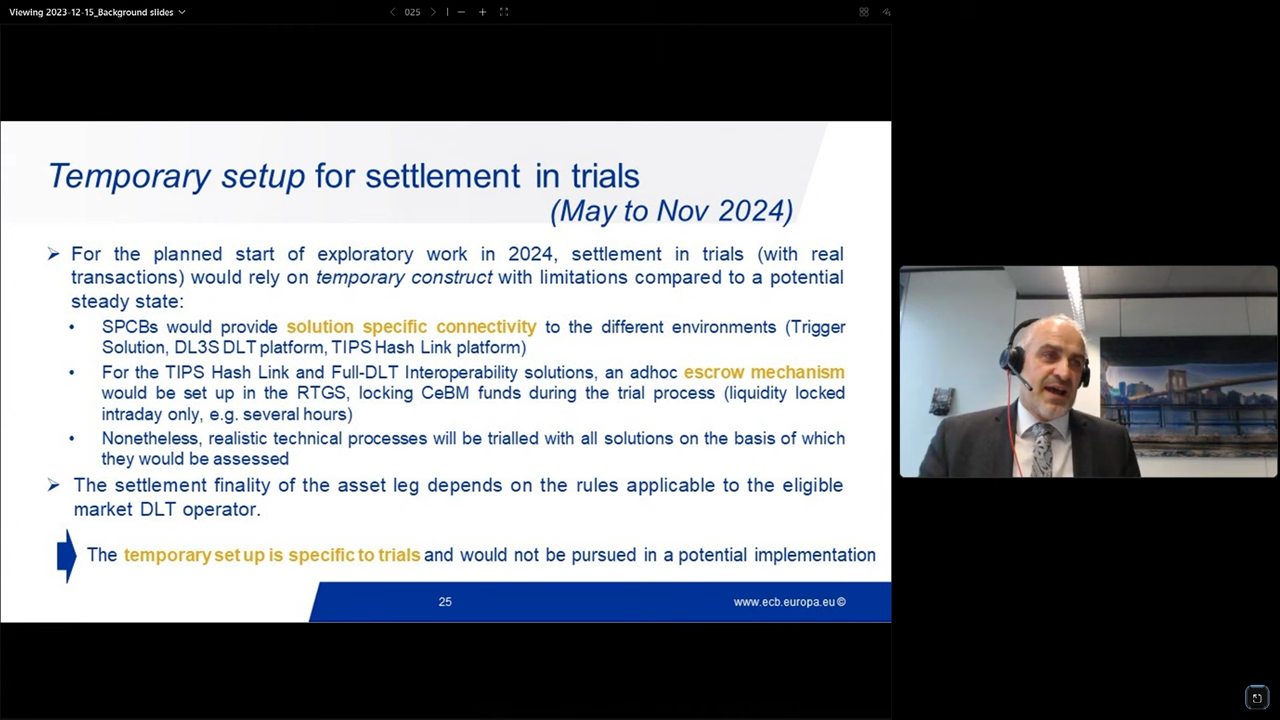 Viewing 2023-12-15_Background slides
025
Temporary setup for settlement in trials
(May to Nov 2024)
For the planned start of exploratory work in 2024, settlement in trials (with real
transactions) would rely on temporary construct with limitations compared to a potential
steady state:
• SPCBs would provide solution specific connectivity to the different environments (Trigger
Solution, DL3S DLT platform, TIPS Hash Link platform)
• For the TIPS Hash Link and Full-DLT Interoperability solutions, an adhoc escrow mechanism
would be set up in the RTGS, locking CeBM funds during the trial process (liquidity locked
intraday only, e.g. several hours)
• Nonetheless, realistic technical processes will be trialled with all solutions on the basis of which
they would be assessed
The settlement finality of the asset leg depends on the rules applicable to the eligible
market DLT operator.
The temporary set up is specific to trials and would not be pursued in a potential implementation
25
www.ecb.europa.eu ©